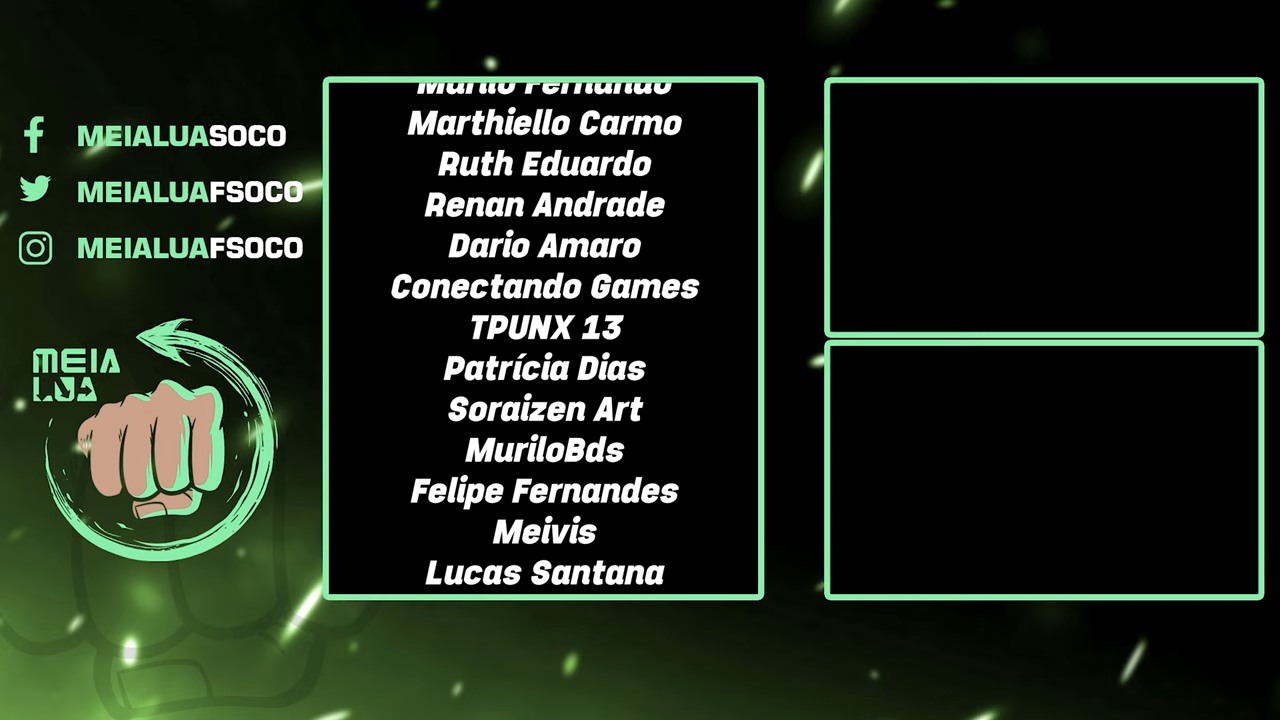 MEIALUASOCO
MEIALUAFSOCO
MEIALUAFSOCO
MEIA
LUA
Fernando
Marthiello Carmo
Ruth Eduardo
Renan Andrade
Dario Amaro
Conectando Games
TPUNX 13
Patrícia Dias
Soraizen Art
MuriloBds
Felipe Fernandes
Meivis
Lucas Santana